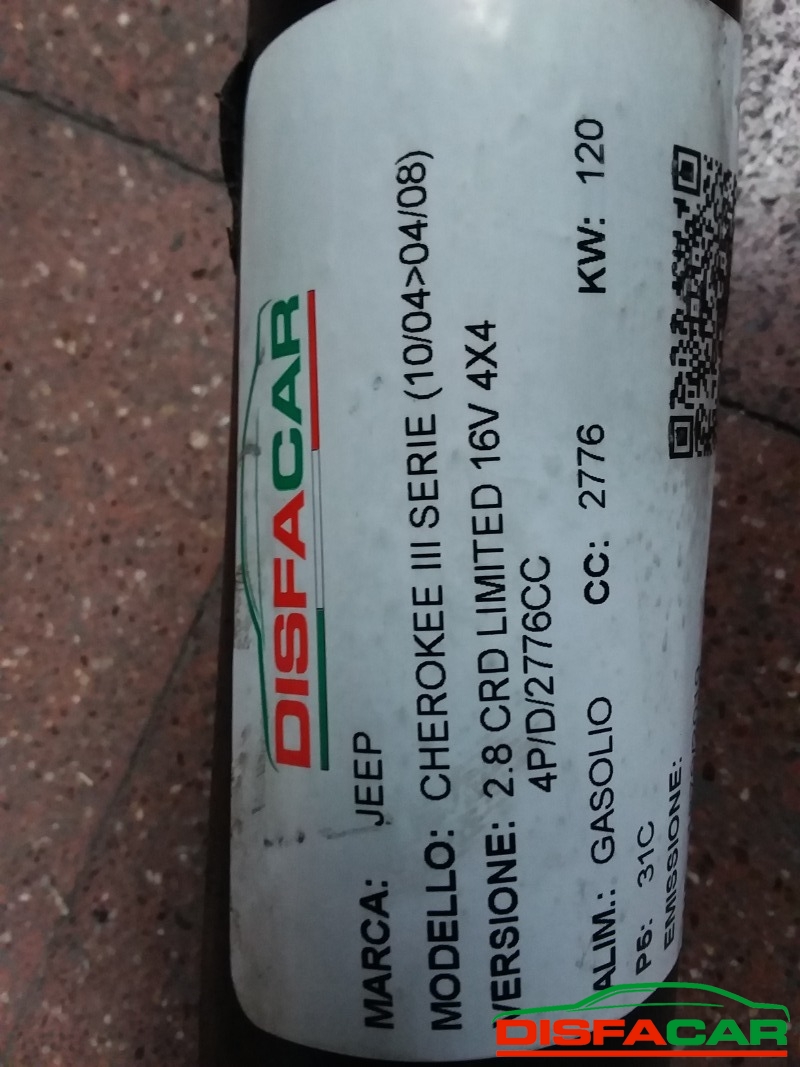 DISFACAR
MARCA: JEEP
MODELLO: CHEROKEE III SERIE (10/04>04/08)
VERSIONE: 2.8 CRD LIMITED 16V 4X4
4P/D/2776CC
ALIM.: GASOLIO CC: 2776 KW: 120
P5: 31C
EMISSIONE:
DISFACAR